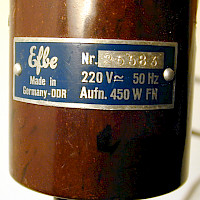 Efbe
Made in
Germany-DDR
Nr. 25583
220 V≃ 50 Hz
Aufn. 450 W FN